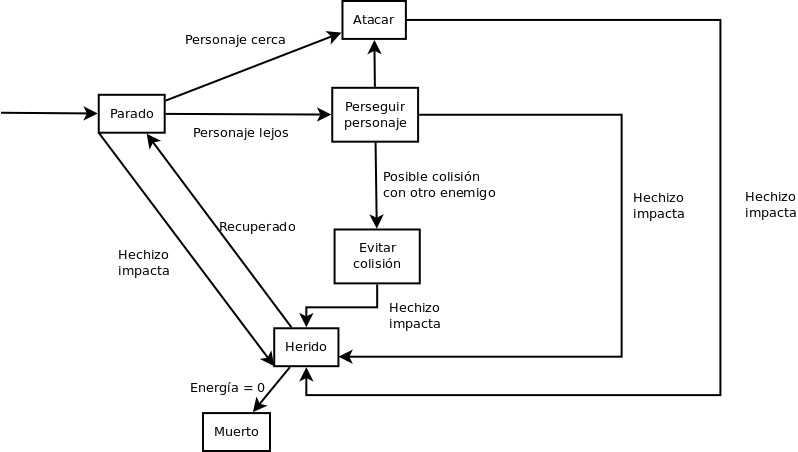 Atacar
Personaje cerca
Parado
Perseguir
personaje
Personaje lejos
Posible colisión
con otro enemigo
Hechizo
impacta
Hechizo
impacta
Recuperado
Evitar
colisión
Hechizo
impacta
Hechizo
impacta
Herido
Energía = 0
Muerto